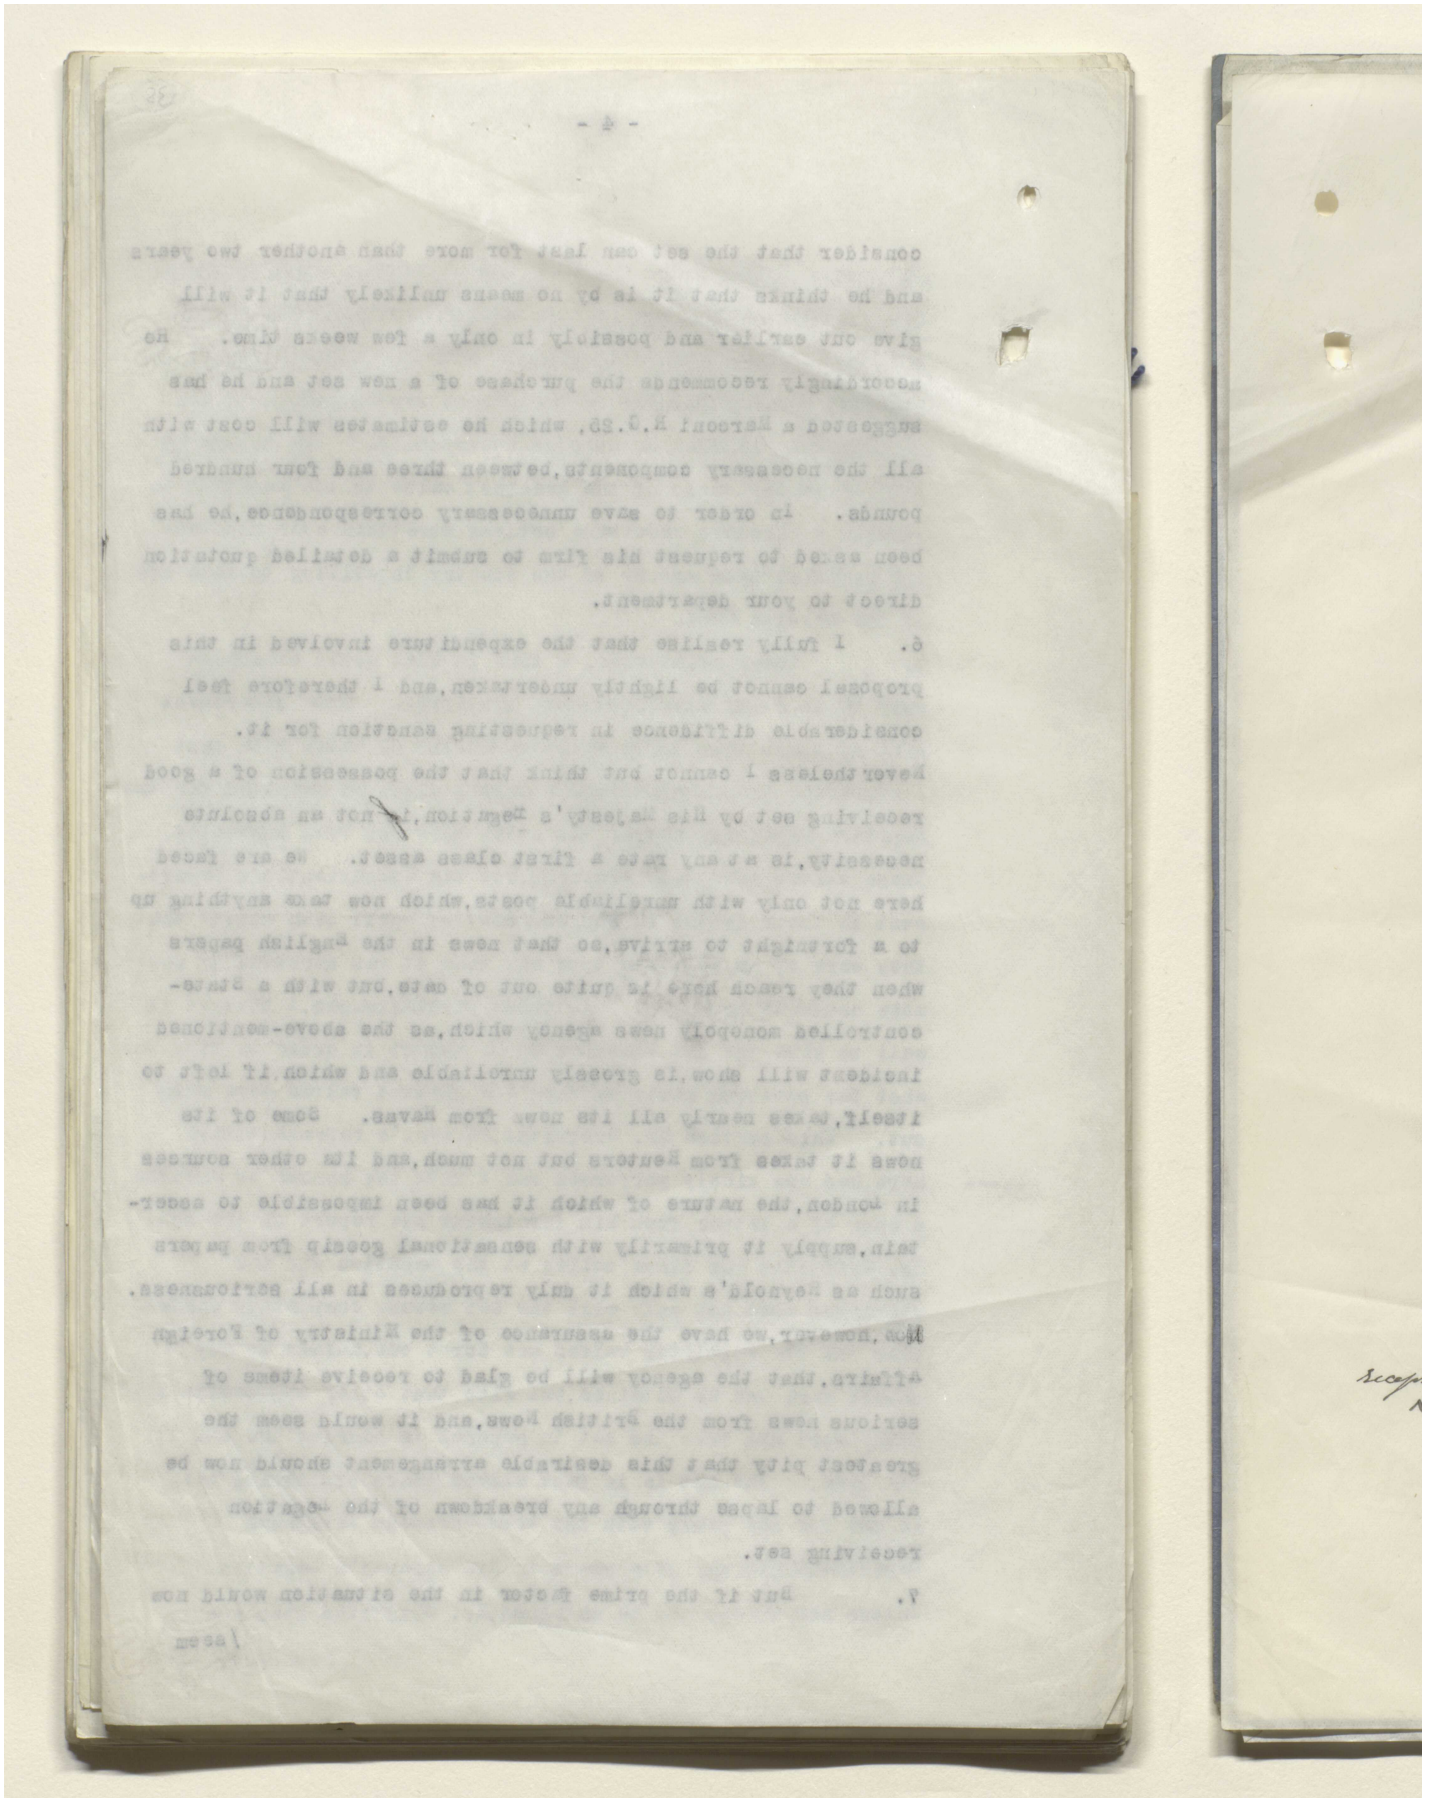 - 4 -
consider that the set can last for more than another two years
and he thinks that it is by no means unlikely that it will
give out earlier and possibly in only a few weeks time. He
accordingly recommends the purchase of a new set and he has
suggested a Marconi R.G.25, which he estimates will cost with
all the necessary components, between three and four hundred
pounds. In order to save unnecessary correspondence, he has
been asked to request his firm to submit a detailed quotation
direct to your department.
6. I fully realise that the expenditure involved in this
proposal cannot be lightly undertaken, and I therefore feel
considerable diffidence in requesting sanction for it.
Nevertheless I cannot but think that the possession of a good
receiving set by His Majesty's Legation, if not an absolute
necessity, is at any rate a first class asset. We are faced
here not only with unreliable posts, which now take anything up
to a fortnight to arrive, so that news in the English papers
when they reach here is quite out of date, but with a State-
controlled monopoly news agency which, as the above-mentioned
incident will show, is grossly unreliable and which, if left to
itself, takes nearly all its news from Havas. Some of its
news it takes from Reuters but not much, and its other sources
in London, the nature of which it has been impossible to ascer-
tain, supply it primarily with sensational gossip from papers
such as Reynold's which it duly reproduces in all seriousness.
Now, however, we have the assurance of the Ministry of Foreign
Affairs, that the agency will be glad to receive items of
serious news from the British News, and it would seem the
greatest pity that this desirable arrangement should now be
allowed to lapse through any breakdown of the Legation
receiving set.
7. But if the prime factor in the situation would now
/seem